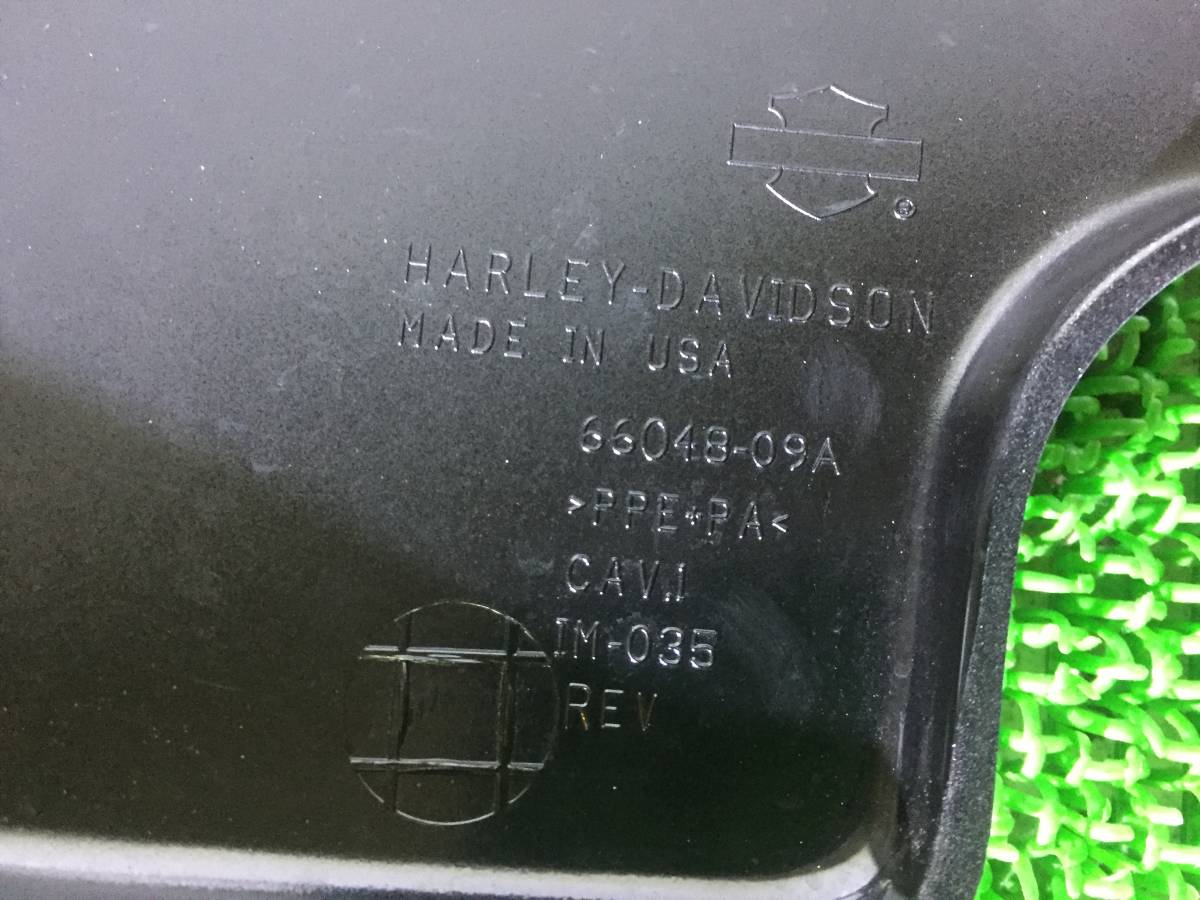 ®
HARLEY-DAVIDSON
MADE IN USA
66048-09A
>PPE+PA<
CAV.1
IM-035
REV